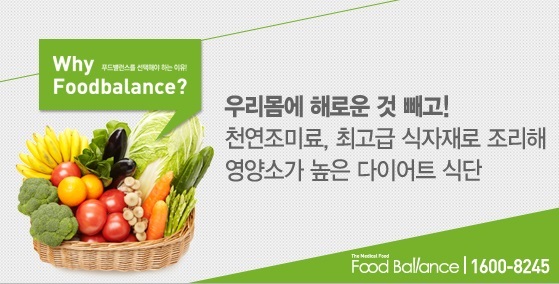 Why 푸드밸런스를 선택해야 하는 이유!
Foodbalance?
우리몸에 해로운 것 빼고!
천연조미료, 최고급 식자재로 조리해
영양소가 높은 다이어트 식단
The Medical Food
Food Ballance | 1600-8245